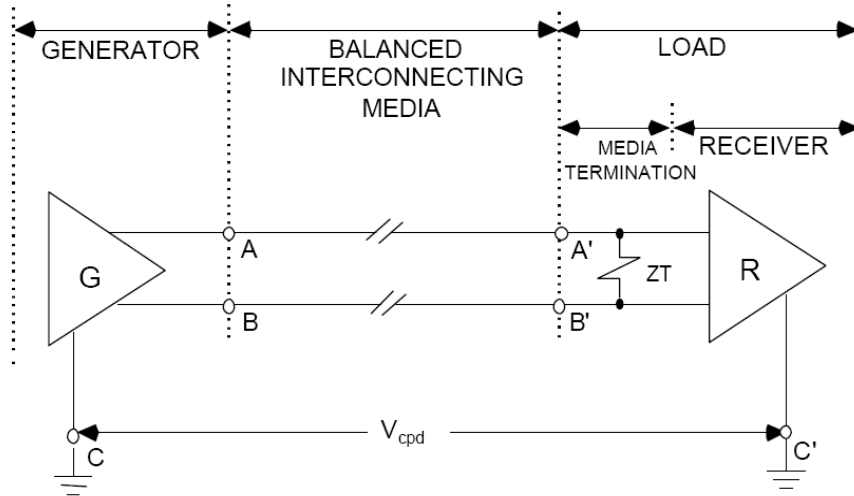 GENERATOR
BALANCED
INTERCONNECTING
MEDIA
LOAD
MEDIA
TERMINATION
RECEIVER
G
A
B
A'
B'
ZT
R
Vcpd
C
C'